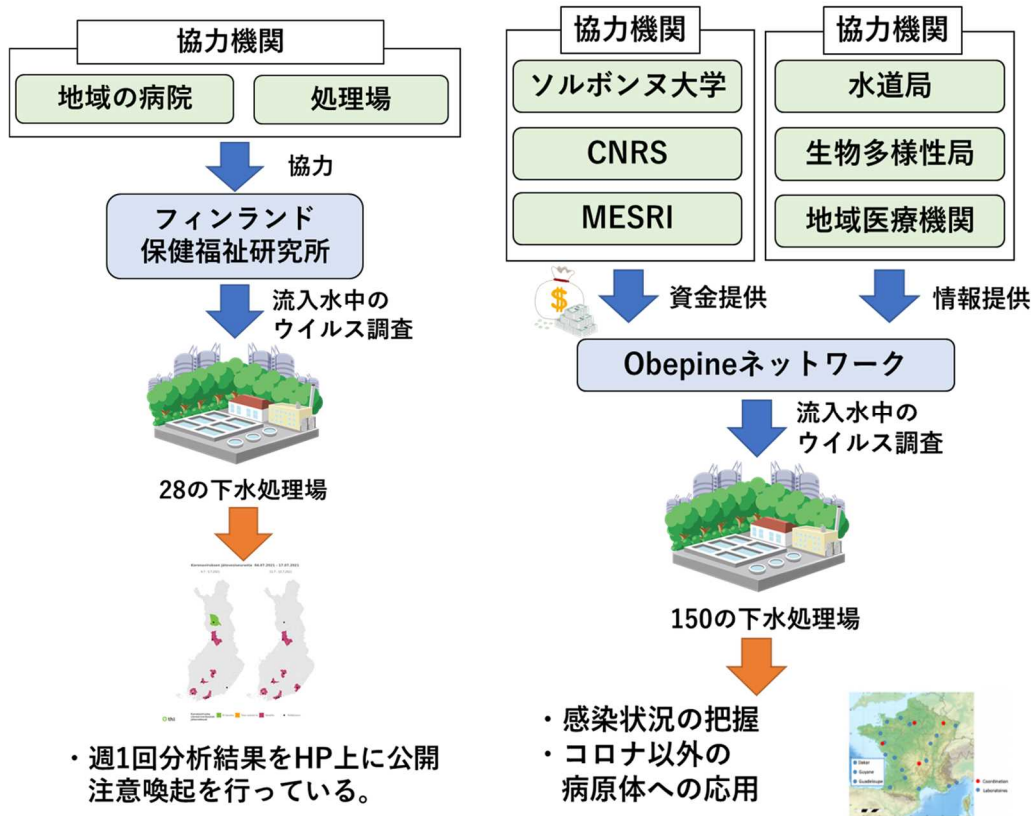 協力機関
地域の病院
処理場
協力
フィンランド
保健福祉研究所
流入水中の
ウイルス調査
28の下水処理場
・週1回分析結果をHP上に公開
注意喚起を行っている。
協力機関
ソルボンヌ大学
CNRS
MESRI
協力機関
水道局
生物多様性局
地域医療機関
$
資金提供
情報提供
Obepineネットワーク
流入水中の
ウイルス調査
150の下水処理場
・感染状況の把握
・コロナ以外の
病原体への応用
Dakar
Guyane
Guadeloupe
Coordination
Laboratoires